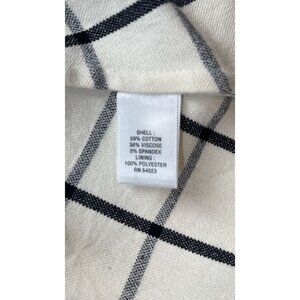 SHELL :
59% COTTON
36% VISCOSE
5% SPANDEX
LINING :
100% POLYESTER
RN 54023